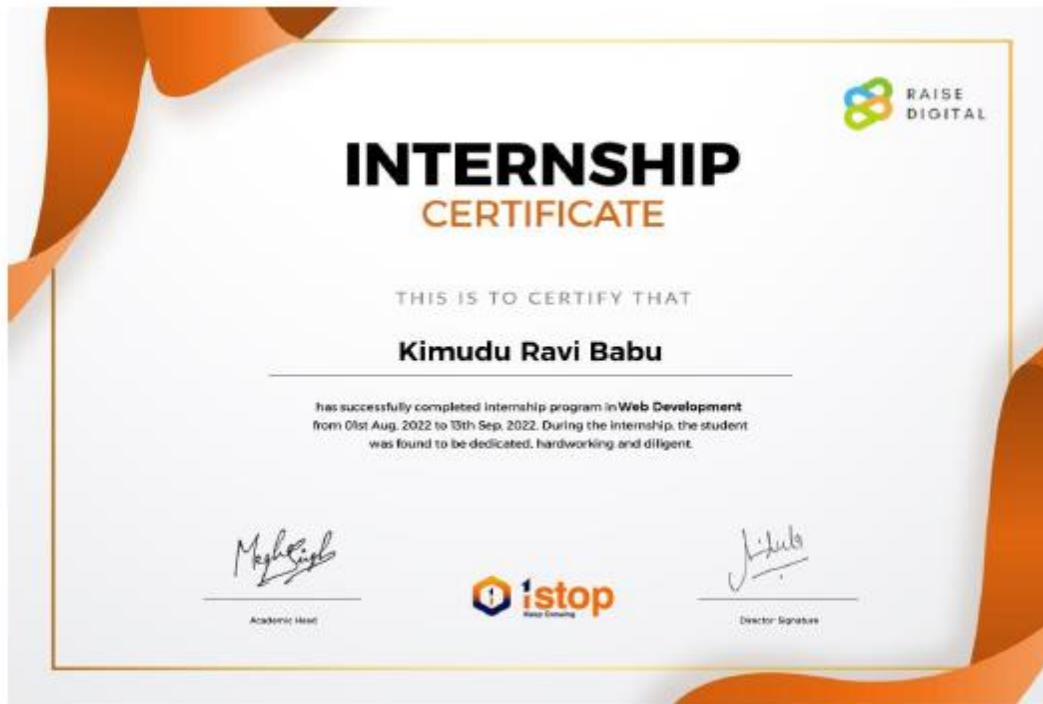 RAISE
DIGITAL
INTERNSHIP
CERTIFICATE
THIS IS TO CERTIFY THAT
Kimudu Ravi Babu
has successfully completed internship program in Web Development
from 01st Aug, 2022 to 13th Sep, 2022. During the internship, the student
was found to be dedicated, hardworking and diligent.
1stop
Academic Head
Director Signature